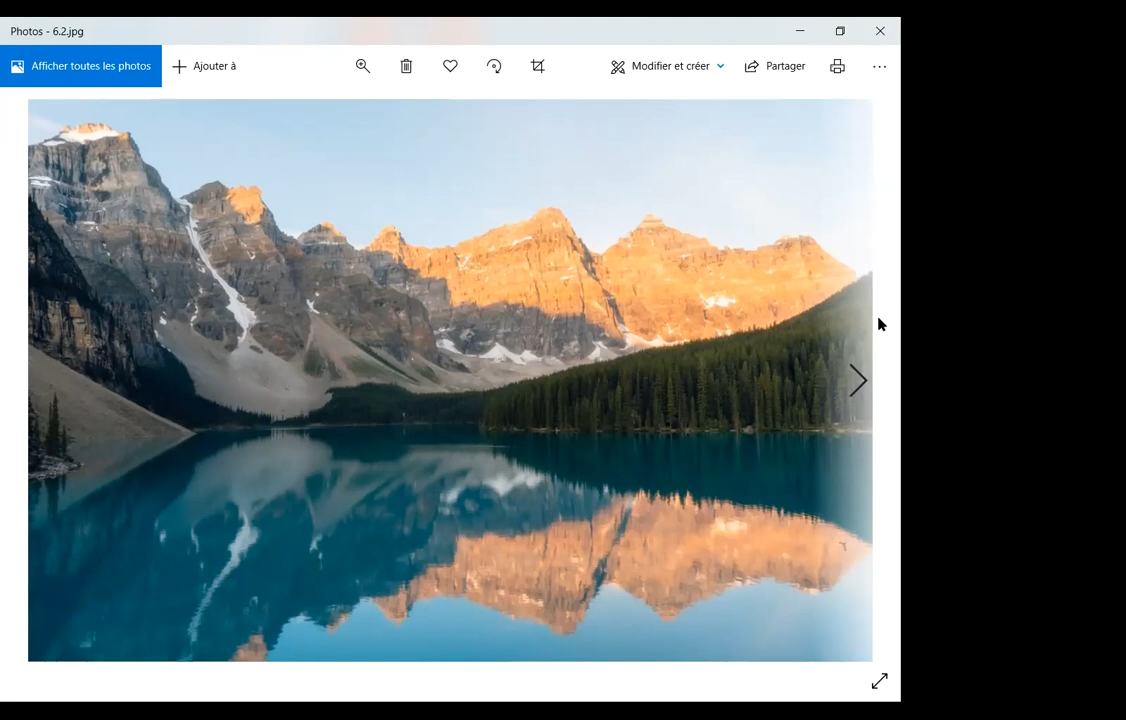 Photos - 6.2.jpg
Afficher toutes les photos
Ajouter à
Modifier et créer
Partager